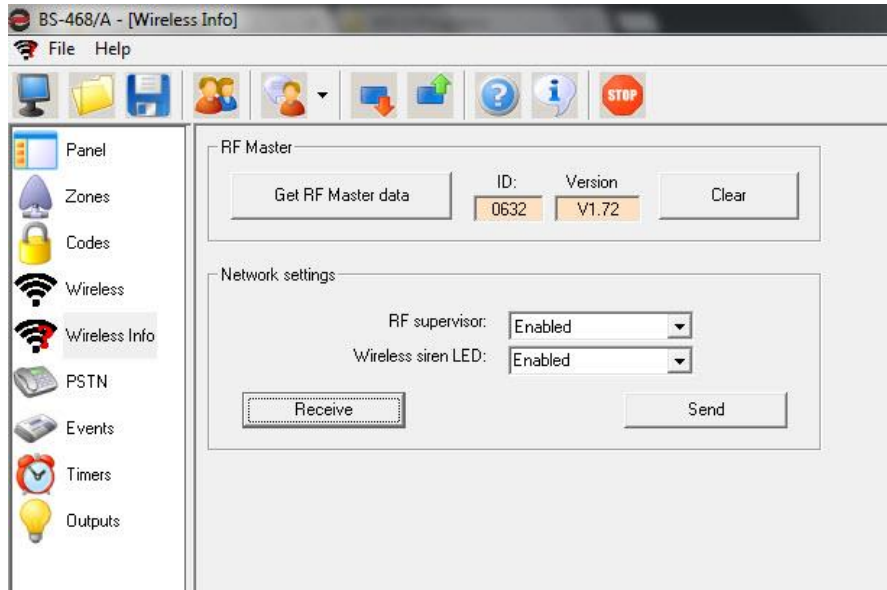 BS-468/A - [Wireless Info]
File Help
STOP
Panel
Zones
Codes
Wireless
Wireless Info
PSTN
Events
Timers
Outputs
RF Master
Get RF Master data
ID:
0632
Version
V1.72
Clear
Network settings
RF supervisor: Enabled
Wireless siren LED: Enabled
Receive
Send